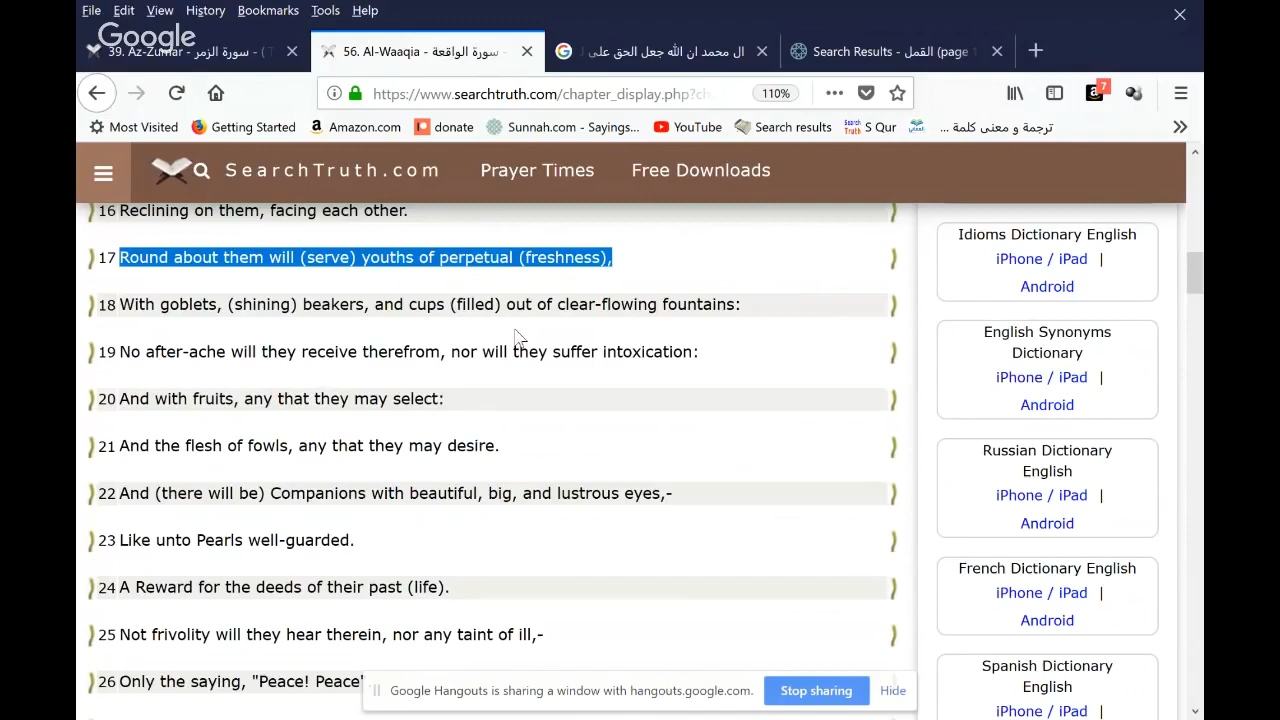 File Edit View History Bookmarks Tools Help
Google
39. Az-Zumar - سورة الزمر - ( T
56. Al-Waaqia - سورة الواقعة -
ال محمد ان الله جعل الحق على ل
Search Results - القمل (page 1
https://www.searchtruth.com/chapter_display.php?ch
110%
7
Most Visited Getting Started Amazon.com donate Sunnah.com - Sayings... YouTube Search results S Qur ترجمة و معنى كلمة ...
SearchTruth.com Prayer Times Free Downloads
16 Reclining on them, facing each other.
17 Round about them will (serve) youths of perpetual (freshness),
18 With goblets, (shining) beakers, and cups (filled) out of clear-flowing fountains:
19 No after-ache will they receive therefrom, nor will they suffer intoxication:
20 And with fruits, any that they may select:
21 And the flesh of fowls, any that they may desire.
22 And (there will be) Companions with beautiful, big, and lustrous eyes,-
23 Like unto Pearls well-guarded.
24 A Reward for the deeds of their past (life).
25 Not frivolity will they hear therein, nor any taint of ill,-
26 Only the saying, "Peace! Peace"
Idioms Dictionary English
iPhone / iPad |
Android
English Synonyms
Dictionary
iPhone / iPad |
Android
Russian Dictionary
English
iPhone / iPad |
Android
French Dictionary English
iPhone / iPad |
Android
Spanish Dictionary
English
iPhone / iPad |
Google Hangouts is sharing a window with hangouts.google.com. Stop sharing Hide